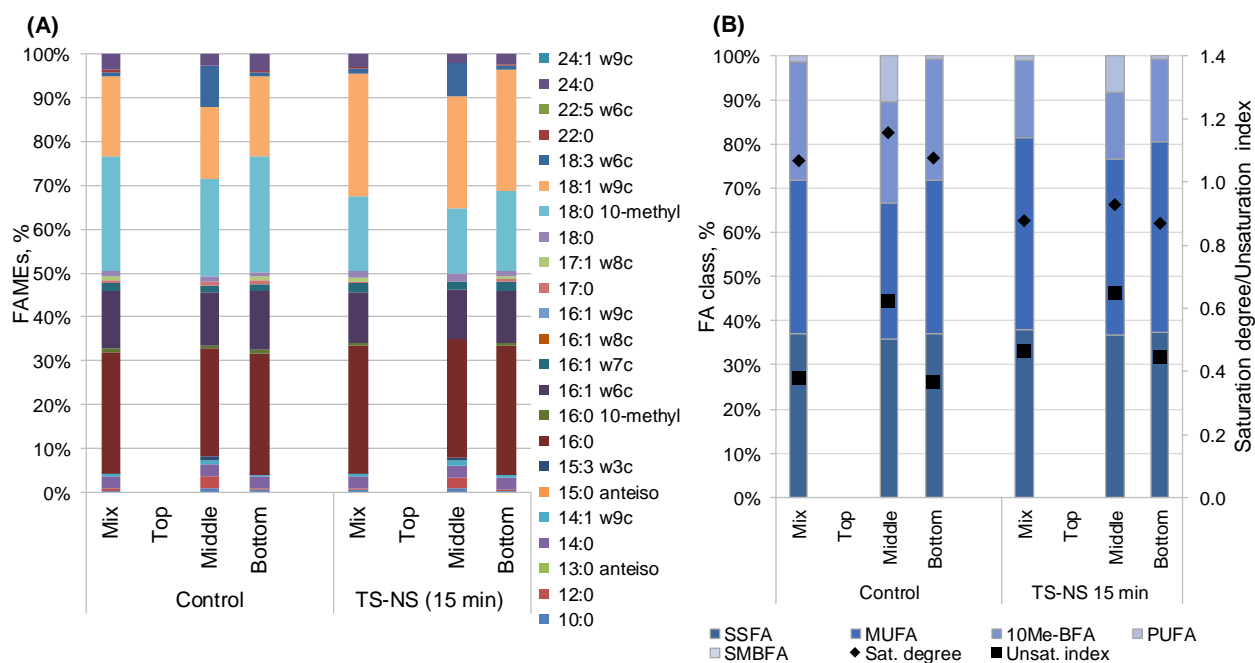 (A)
FAMEs, %
100%
90%
80%
70%
60%
50%
40%
30%
20%
10%
0%
Mix
Top
Middle
Bottom
Mix
Top
Middle
Bottom
Control
TS-NS (15 min)
24:1 w9c
24:0
22:5 w6c
22:0
18:3 w6c
18:1 w9c
18:0 10-methyl
18:0
17:1 w8c
17:0
16:1 w9c
16:1 w8c
16:1 w7c
16:1 w6c
16:0 10-methyl
16:0
15:3 w3c
15:0 anteiso
14:1 w9c
14:0
13:0 anteiso
12:0
10:0
(B)
FA class, %
100%
90%
80%
70%
60%
50%
40%
30%
20%
10%
0%
1.4
1.2
1.0
0.8
0.6
0.4
0.2
0.0
Saturation degree/Unsaturation index
Mix
Top
Middle
Bottom
Mix
Top
Middle
Bottom
Control
TS-NS 15 min
SSFA
MUFA
10Me-BFA
PUFA
SMBFA
Sat. degree
Unsat. index